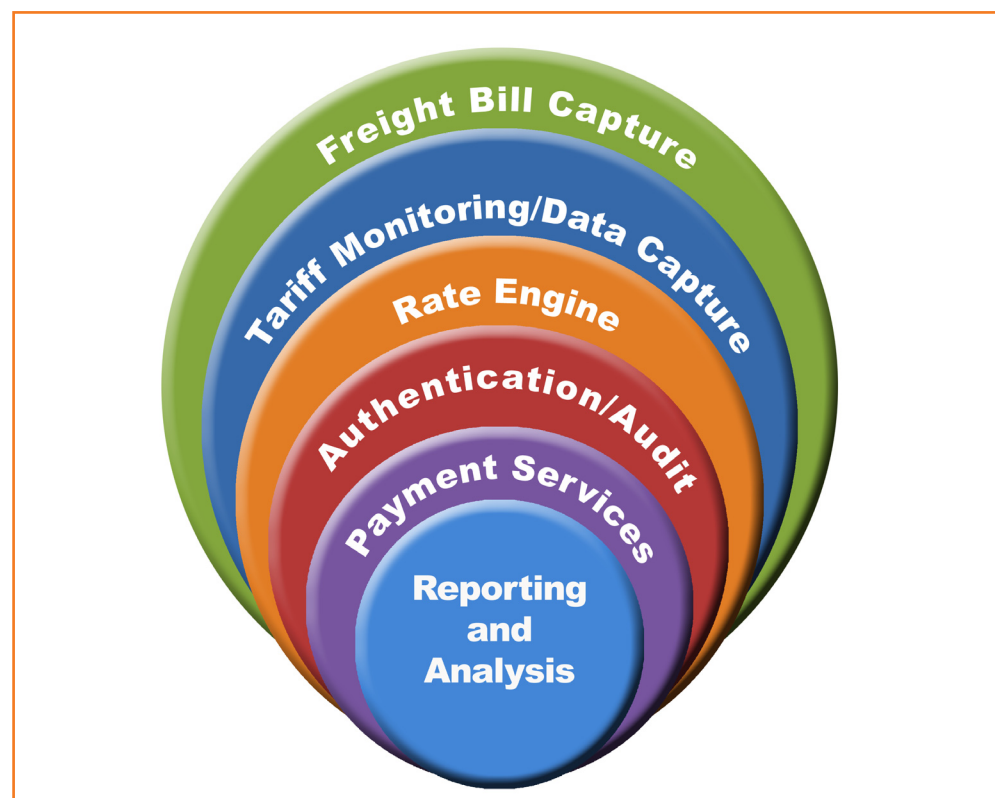 Freight Bill Capture
Tariff Monitoring/Data Capture
Rate Engine
Authentication/Audit
Payment Services
Reporting
and
Analysis